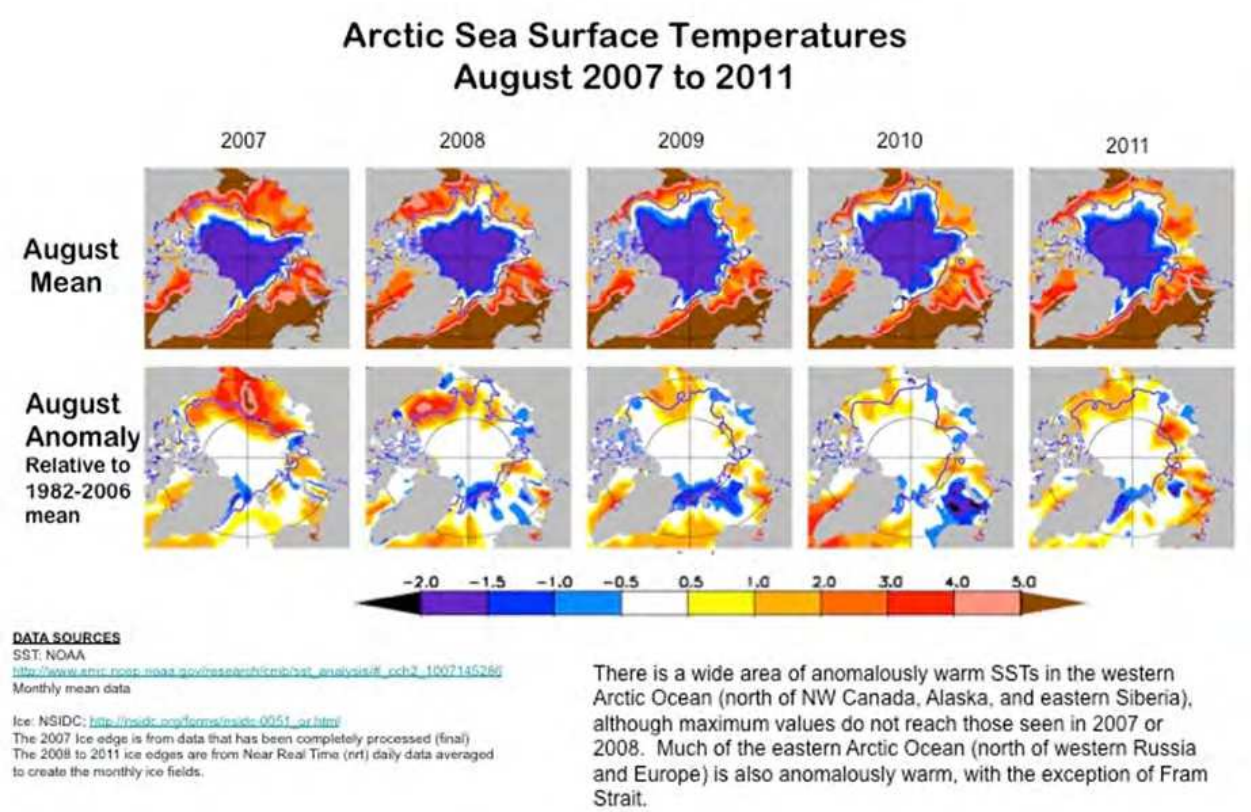 Arctic Sea Surface Temperatures
August 2007 to 2011
2007 2008 2009 2010 2011
August
Mean
August
Anomaly
Relative to
1982-2006
mean
-2.0 -1.5 -1.0 -0.5 0.5 1.0 2.0 3.0 4.0 5.0
DATA SOURCES
SST: NOAA
Monthly mean data
Ice: NSIDC; http://nsidc.org/forms/nsidc-0051_or.html
The 2007 Ice edge is from data that has been completely processed (final)
The 2008 to 2011 ice edges are from Near Real Time (nrt) daily data averaged
to create the monthly ice fields.
There is a wide area of anomalously warm SSTs in the western
Arctic Ocean (north of NW Canada, Alaska, and eastern Siberia),
although maximum values do not reach those seen in 2007 or
2008. Much of the eastern Arctic Ocean (north of western Russia
and Europe) is also anomalously warm, with the exception of Fram
Strait.